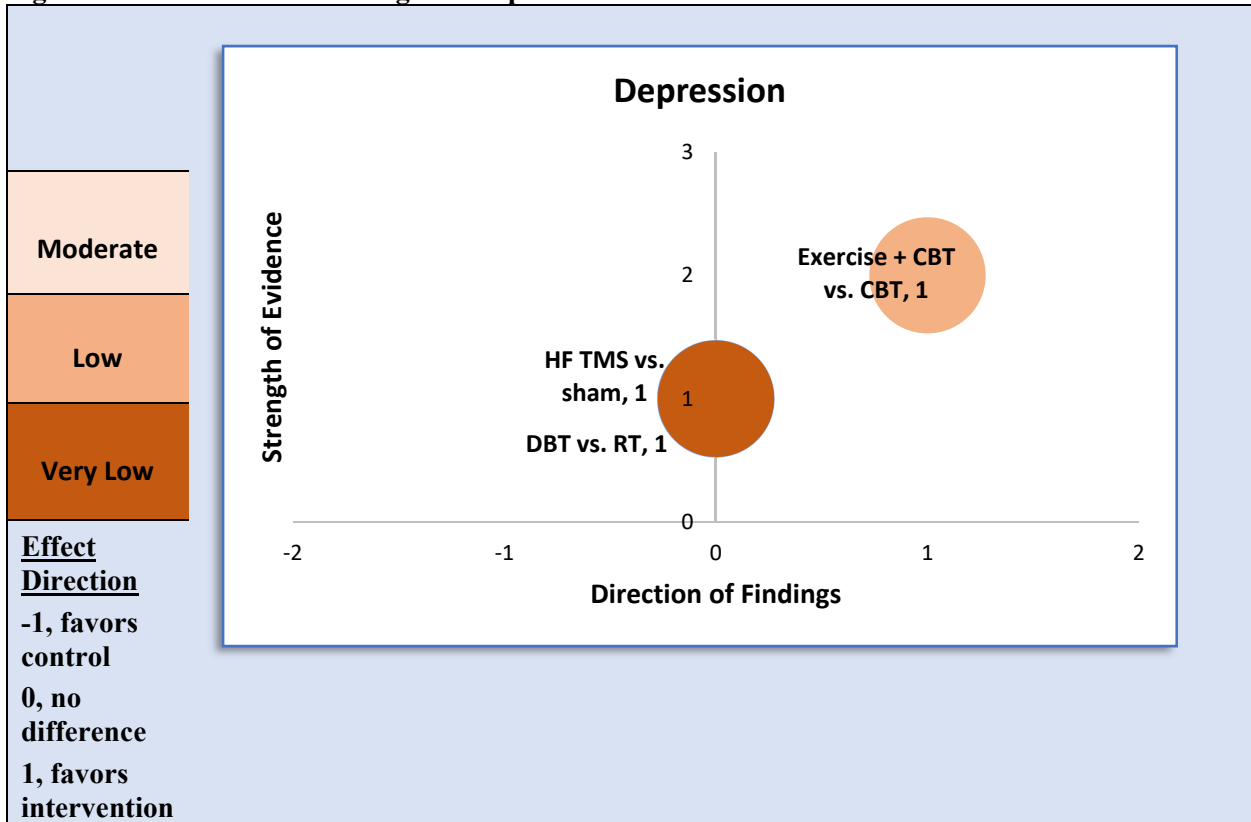 Depression
Moderate
Low
Very Low
Effect
Direction
-1, favors
control
0, no
difference
1, favors
intervention
Strength of Evidence
3
2
1
0
Exercise + CBT
vs. CBT, 1
HF TMS vs.
sham, 1
DBT vs. RT, 1
-2
-1
0
1
2
Direction of Findings